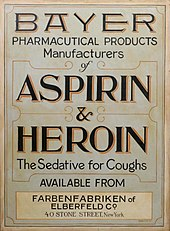 BAYER
PHARMACUTICAL PRODUCTS
Manufacturers
of
ASPIRIN
&
HEROIN
The Sedative for Coughs
AVAILABLE FROM
FARBENFABRIKEN of
ELBERFELD Cº
40 STONE STREET, New York